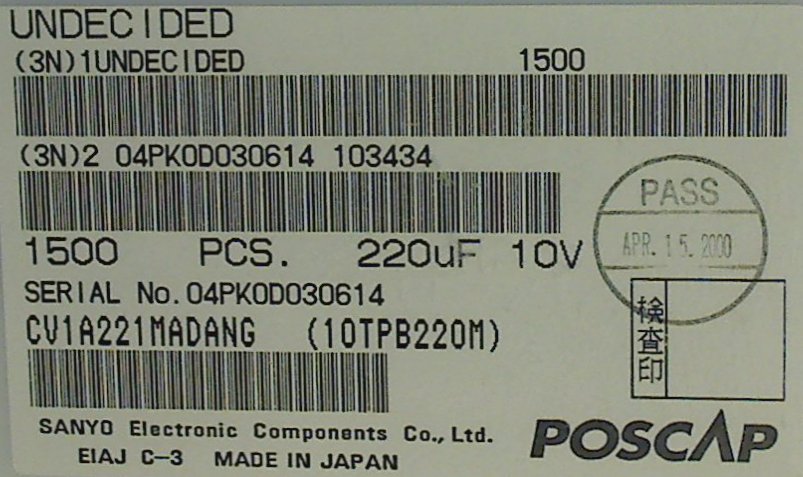 UNDECIDED
(3N)1UNDECIDED 1500
(3N)2 04PK0D030614 103434
PASS
APR. 15. 2000
1500 PCS. 220uF 10V
SERIAL No.04PK0D030614
CV1A221MADANG (10TPB220M)
検査印
SANYO Electronic Components Co., Ltd.
EIAJ C-3 MADE IN JAPAN
POSCAP